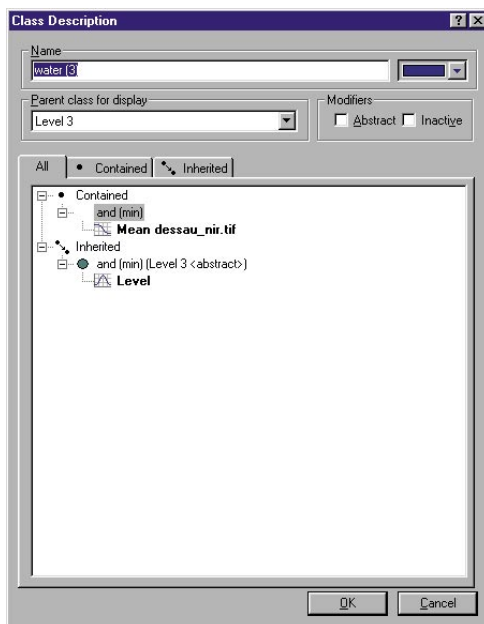 Class Description
Name
water (3)
Parent class for display
Modifiers
Level 3
Abstract
Inactive
All
Contained
Inherited
Contained
and (min)
Mean dessau_nir.tif
Inherited
and (min) (Level 3 <abstract>)
Level
OK
Cancel